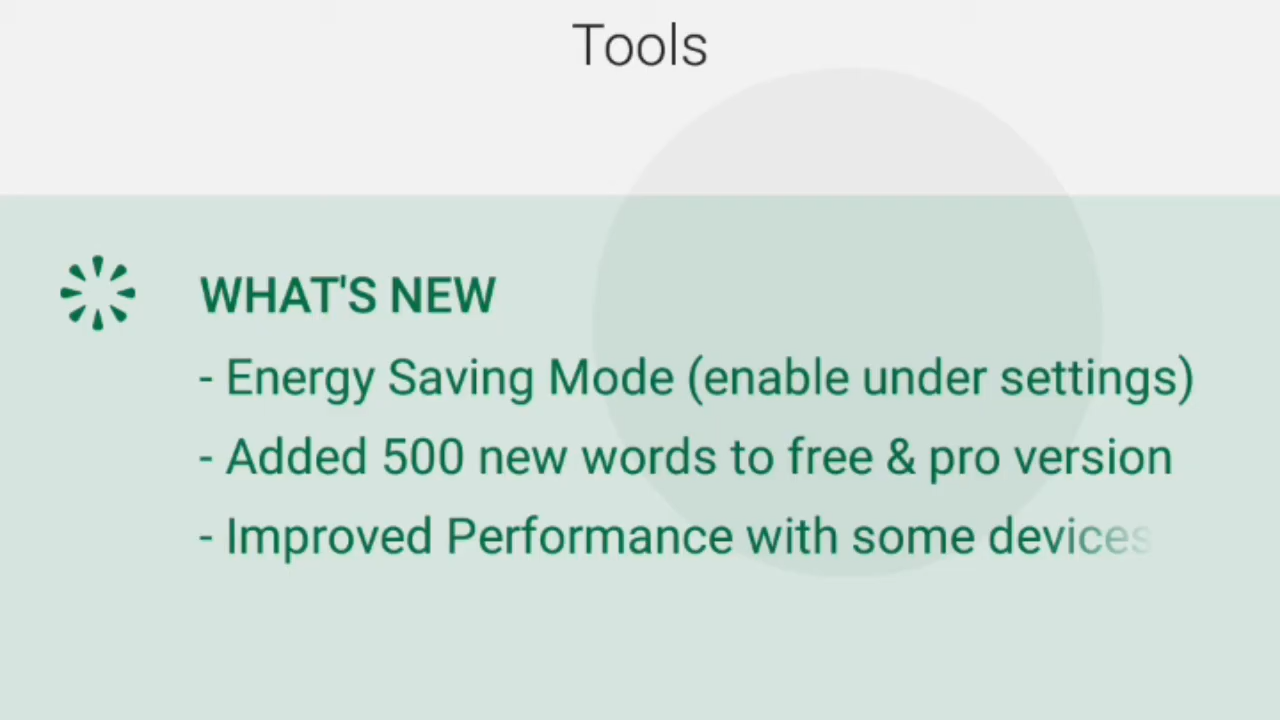 Tools
WHAT'S NEW
- Energy Saving Mode (enable under settings)
- Added 500 new words to free & pro version
- Improved Performance with some devices